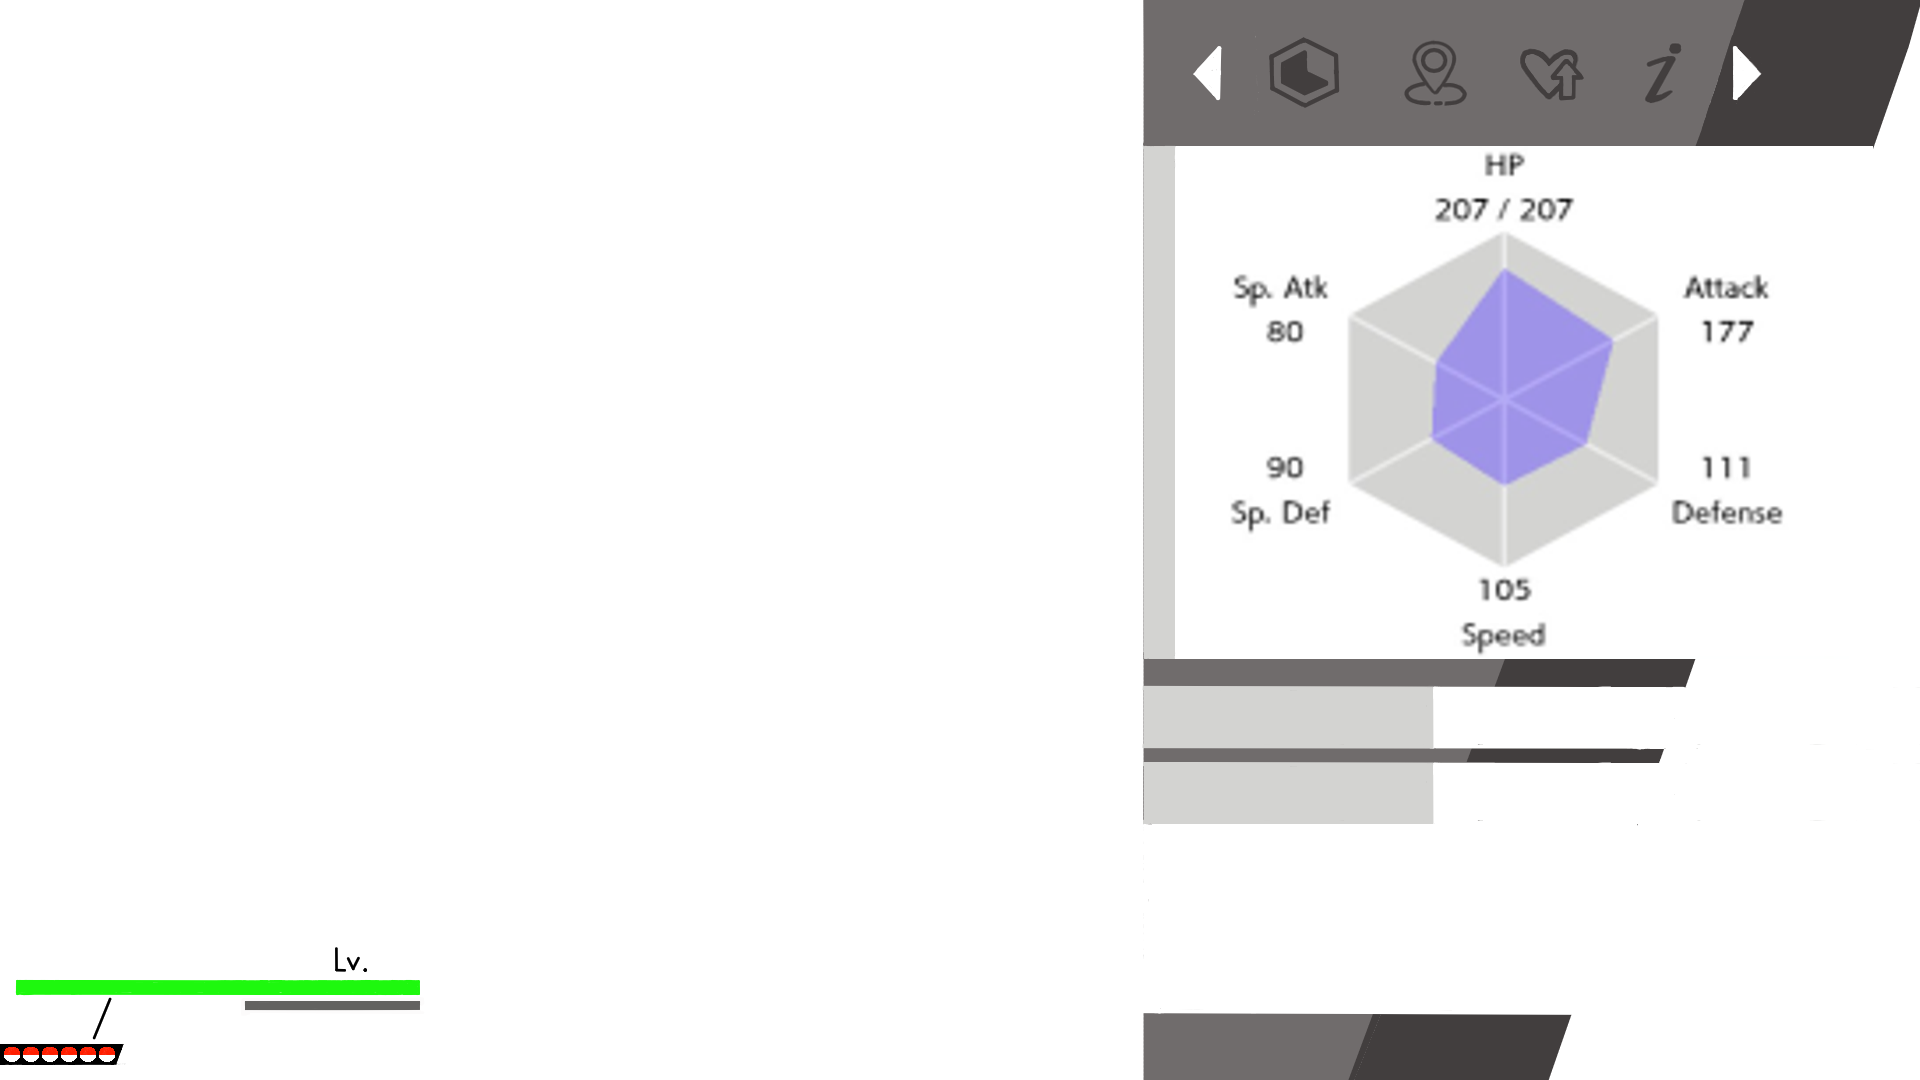 HP
207 / 207
Sp. Atk
80
Attack
177
90
Sp. Def
111
Defense
105
Speed
Lv.